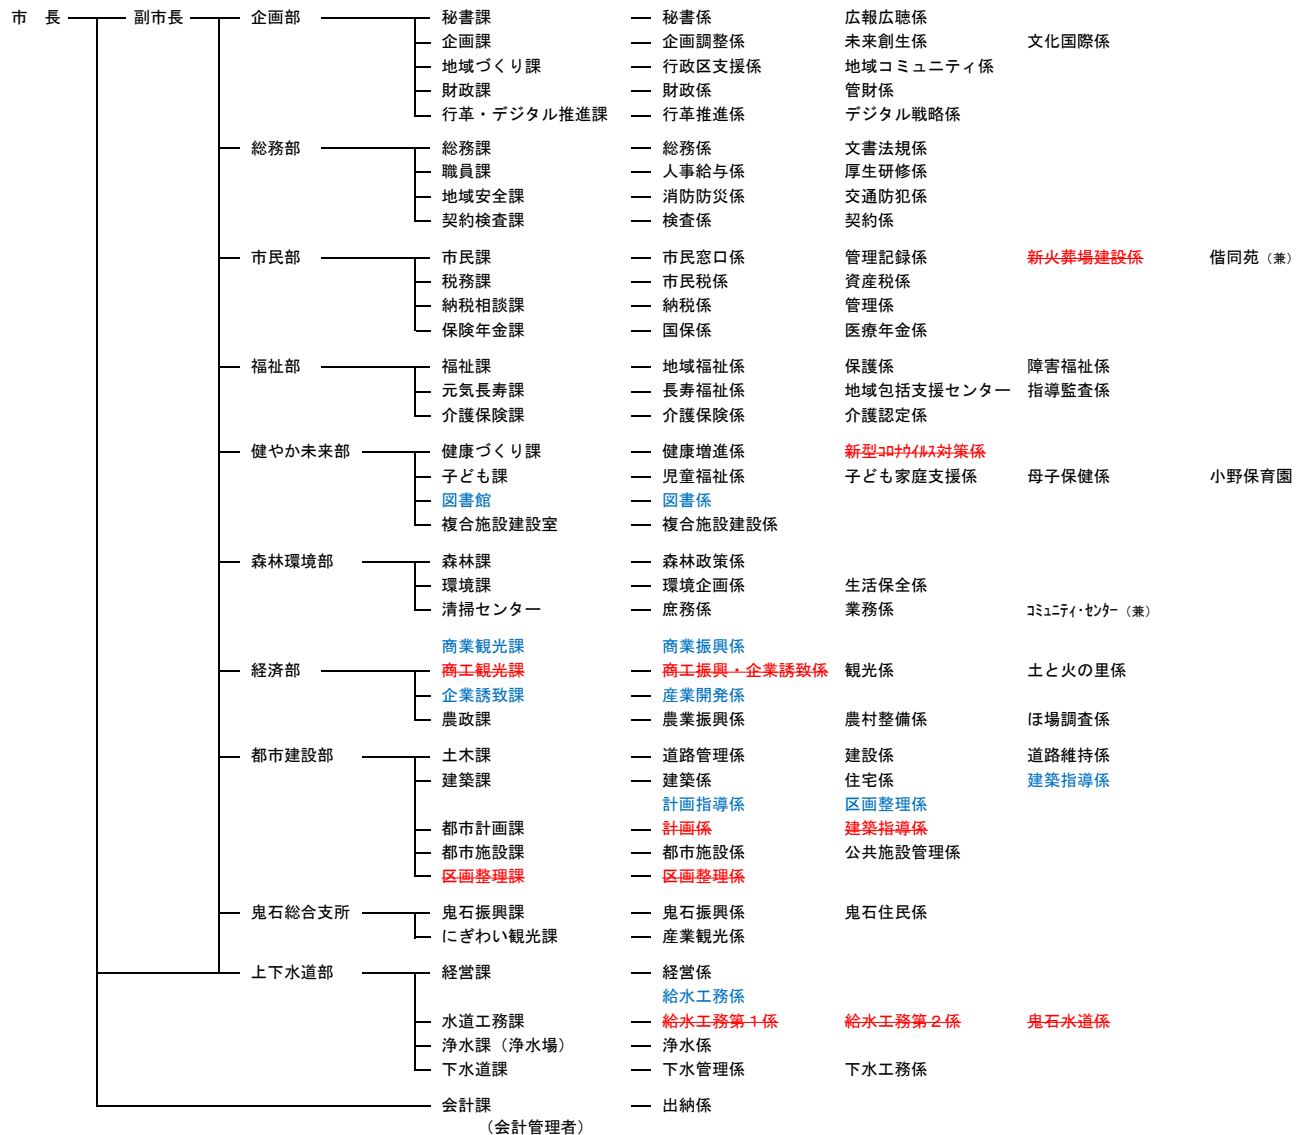 市　長 副市長 企画部 秘書課 秘書係 広報広聴係
企画課 企画調整係 未来創生係 文化国際係
地域づくり課 行政区支援係 地域コミュニティ係
財政課 財政係 管財係
行革・デジタル推進課 行革推進係 デジタル戦略係
総務部 総務課 総務係 文書法規係
職員課 人事給与係 厚生研修係
地域安全課 消防防災係 交通防犯係
契約検査課 検査係 契約係
市民部 市民課 市民窓口係 管理記録係 新火葬場建設係 偕同苑（兼）
税務課 市民税係 資産税係
納税相談課 納税係 管理係
保険年金課 国保係 医療年金係
福祉部 福祉課 地域福祉係 保護係 障害福祉係
元気長寿課 長寿福祉係 地域包括支援センター 指導監査係
介護保険課 介護保険係 介護認定係
健やか未来部 健康づくり課 健康増進係 新型ｺﾛﾅｳｲﾙｽ対策係
子ども課 児童福祉係 子ども家庭支援係 母子保健係 小野保育園
図書館 図書係
複合施設建設室 複合施設建設係
森林環境部 森林課 森林政策係
環境課 環境企画係 生活保全係
清掃センター 庶務係 業務係 ｺﾐｭﾆﾃｨ･ｾﾝﾀｰ（兼）
商業観光課 商業振興係
経済部 商工観光課 商工振興・企業誘致係 観光係 土と火の里係
企業誘致課 産業開発係
農政課 農業振興係 農村整備係 ほ場調査係
都市建設部 土木課 道路管理係 建設係 道路維持係
建築課 建築係 住宅係 建築指導係
計画指導係 区画整理係
都市計画課 計画係 建築指導係
都市施設課 都市施設係 公共施設管理係
区画整理課 区画整理係
鬼石総合支所 鬼石振興課 鬼石振興係 鬼石住民係
にぎわい観光課 産業観光係
上下水道部 経営課 経営係
給水工務係
水道工務課 給水工務第１係 給水工務第２係 鬼石水道係
浄水課（浄水場） 浄水係
下水道課 下水管理係 下水工務係
会計課 出納係
（会計管理者）